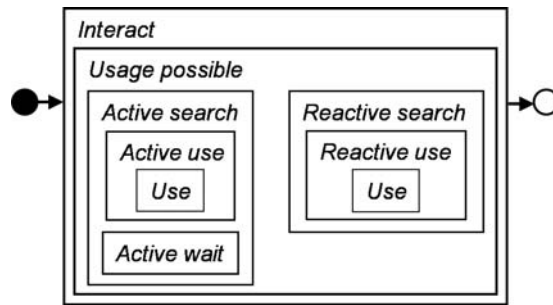 Interact
Usage possible
Active search
Active use
Use
Active wait
Reactive search
Reactive use
Use